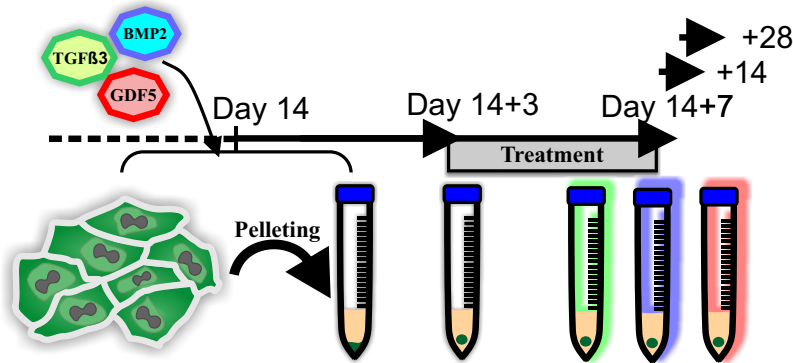 BMP2
TGFß3
GDF5
+28
+14
Day 14
Day 14+3
Day 14+7
Treatment
Pelleting